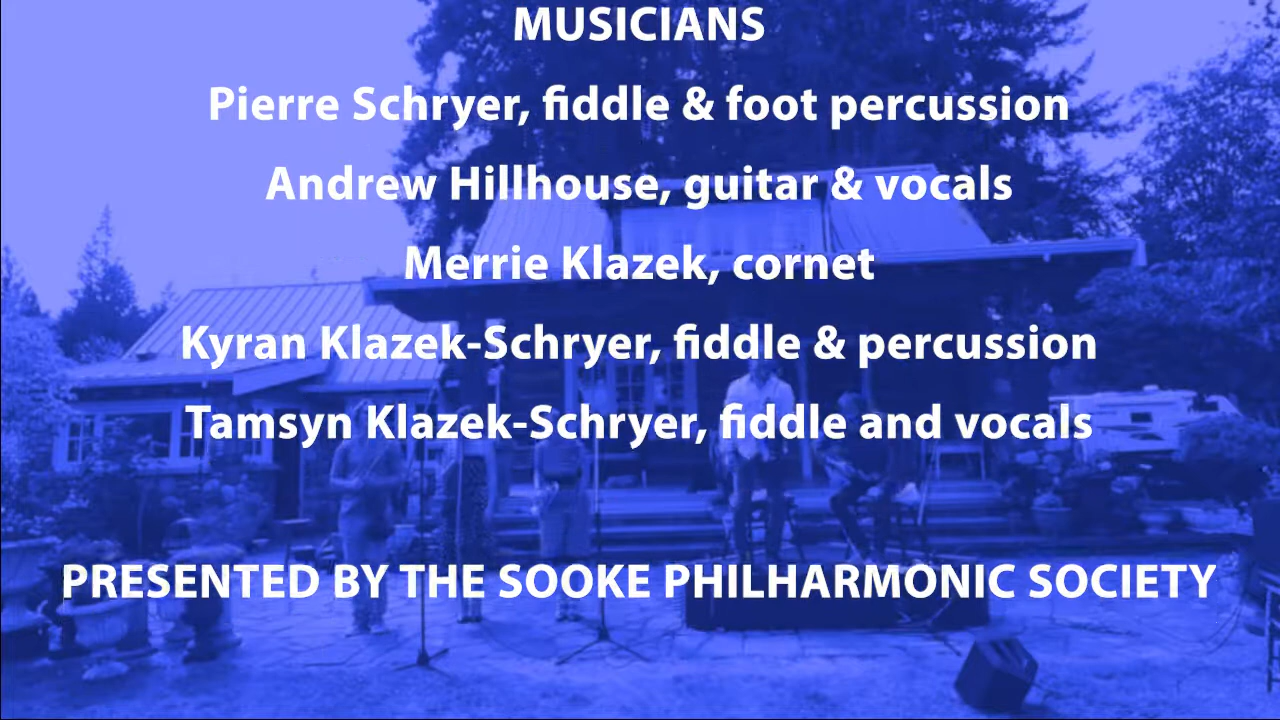 MUSICIANS
Pierre Schryer, fiddle & foot percussion
Andrew Hillhouse, guitar & vocals
Merrie Klazek, cornet
Kyran Klazek-Schryer, fiddle & percussion
Tamsyn Klazek-Schryer, fiddle and vocals
PRESENTED BY THE SOOKE PHILHARMONIC SOCIETY